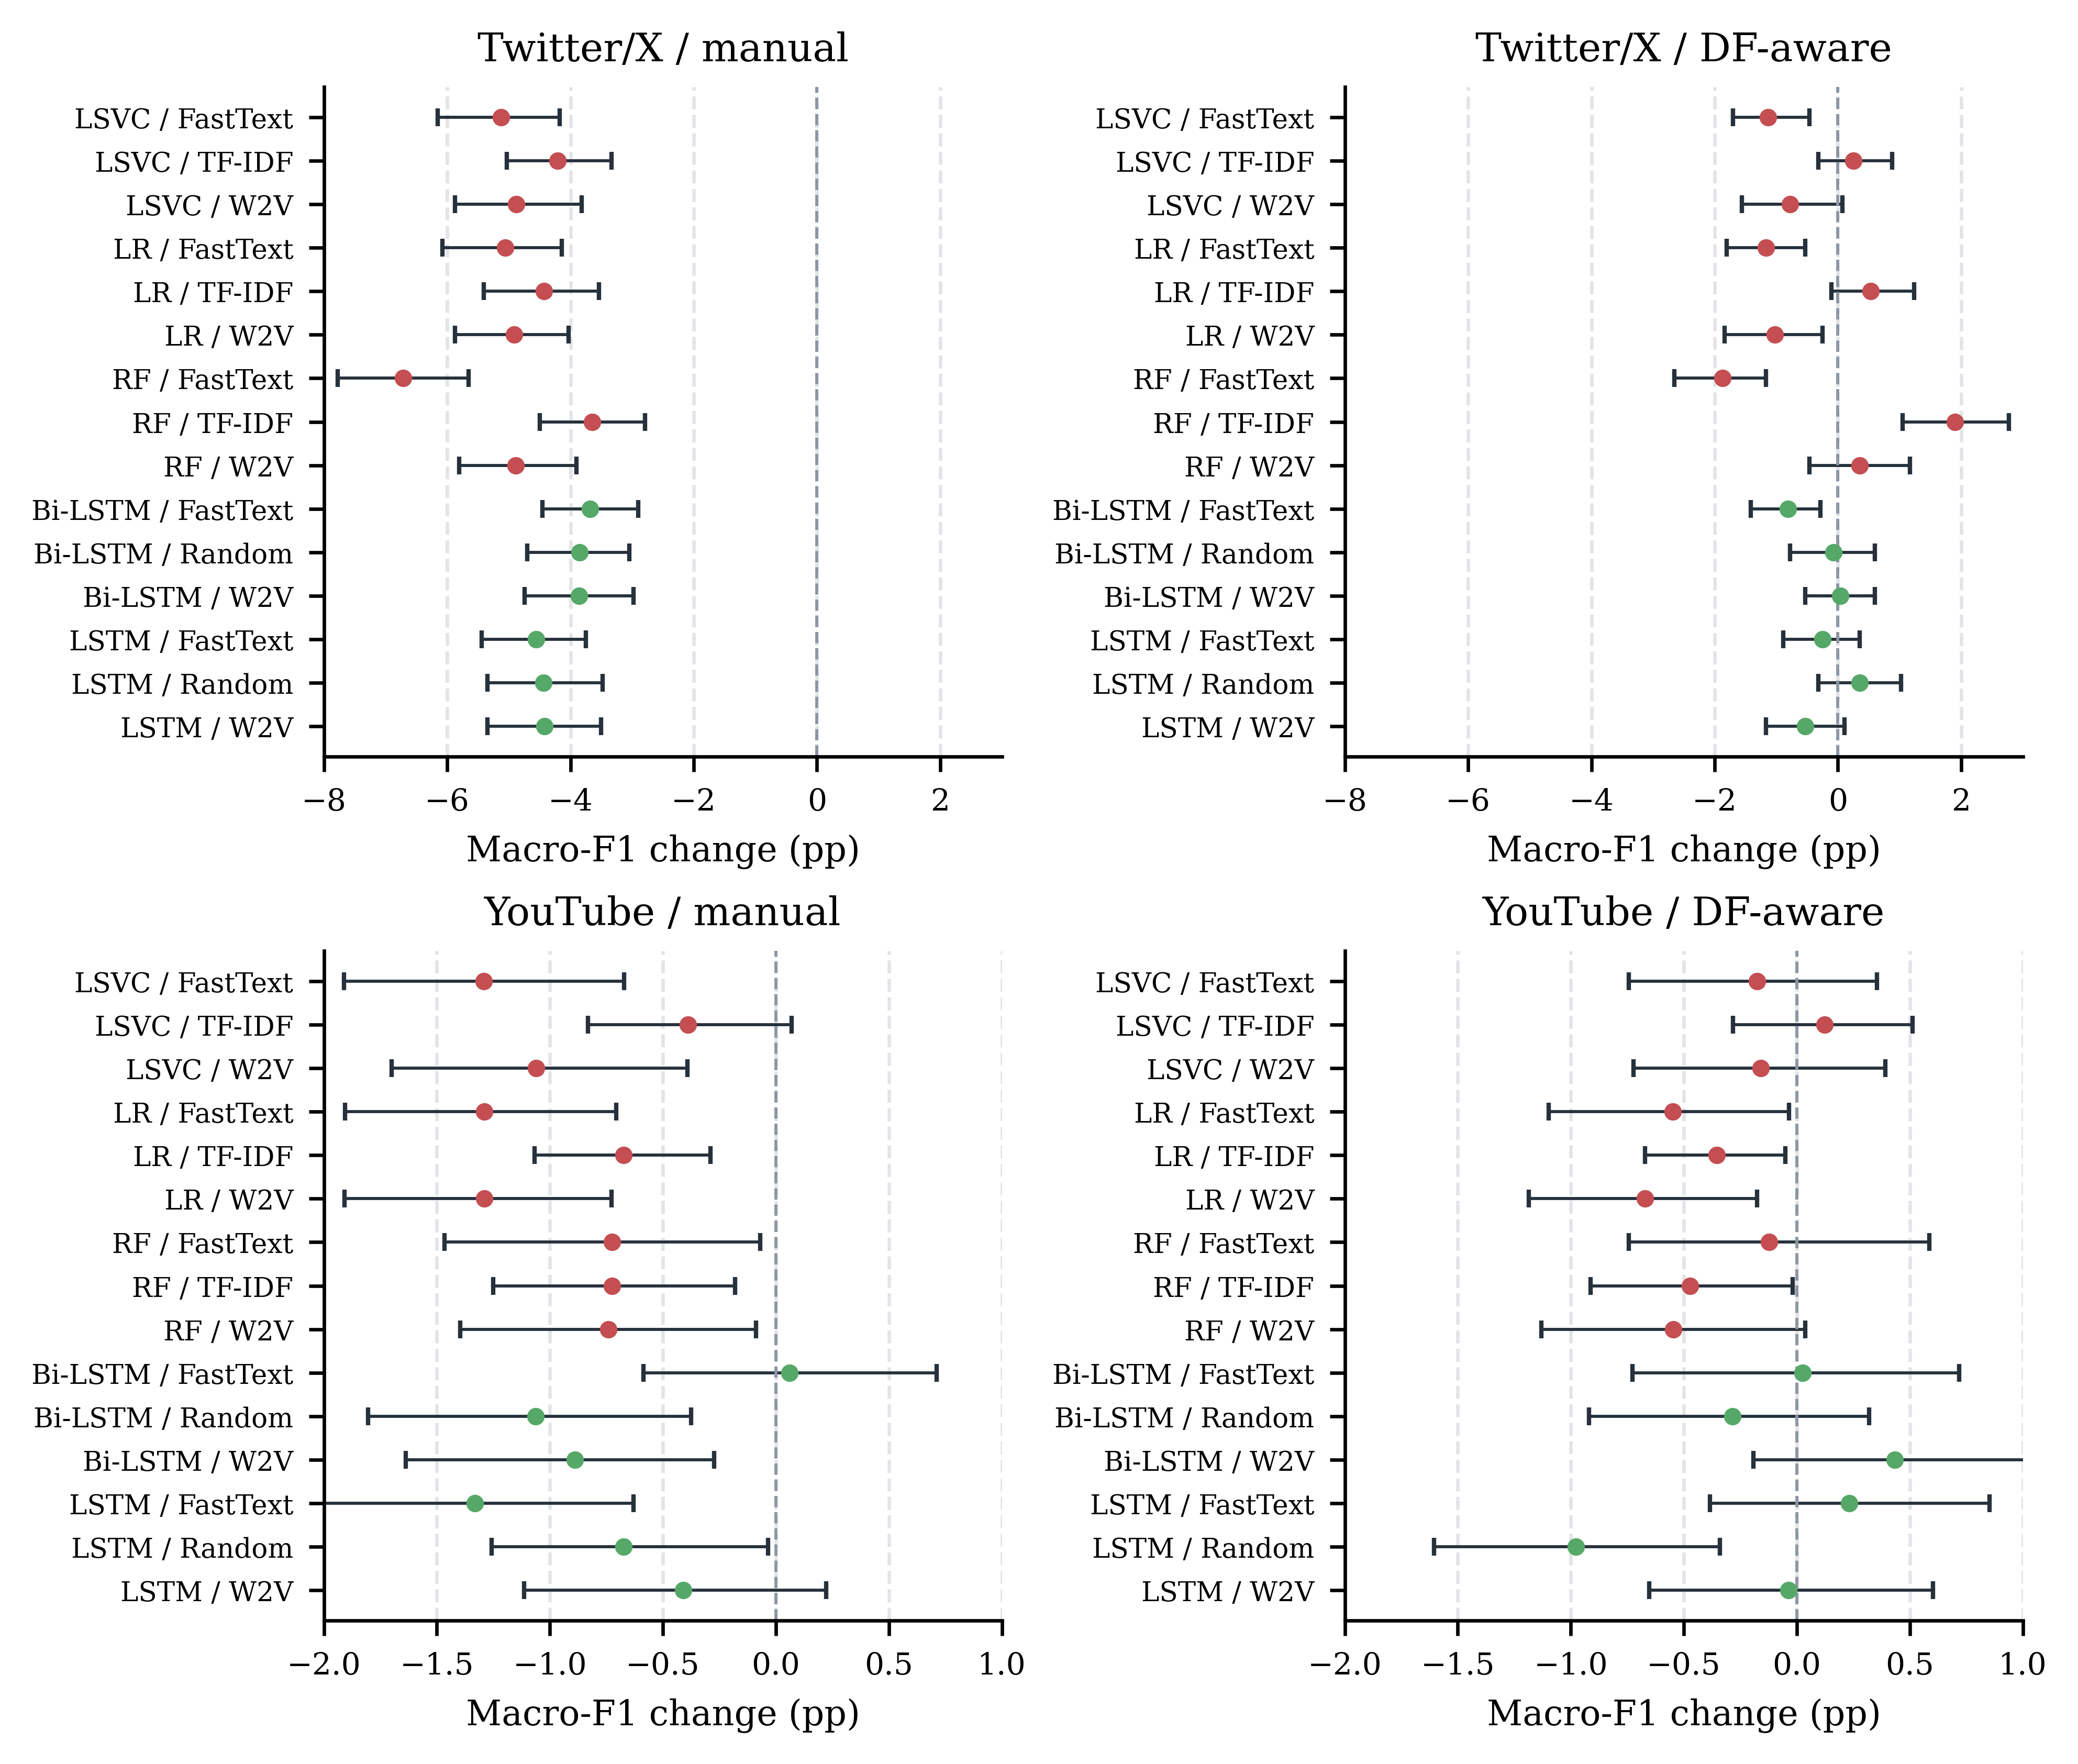 Twitter/X / manual
LSVC / FastText
LSVC / TF-IDF
LSVC / W2V
LR / FastText
LR / TF-IDF
LR / W2V
RF / FastText
RF / TF-IDF
RF / W2V
Bi-LSTM / FastText
Bi-LSTM / Random
Bi-LSTM / W2V
LSTM / FastText
LSTM / Random
LSTM / W2V
−8 −6 −4 −2 0 2
Macro-F1 change (pp)
Twitter/X / DF-aware
LSVC / FastText
LSVC / TF-IDF
LSVC / W2V
LR / FastText
LR / TF-IDF
LR / W2V
RF / FastText
RF / TF-IDF
RF / W2V
Bi-LSTM / FastText
Bi-LSTM / Random
Bi-LSTM / W2V
LSTM / FastText
LSTM / Random
LSTM / W2V
−8 −6 −4 −2 0 2
Macro-F1 change (pp)
YouTube / manual
LSVC / FastText
LSVC / TF-IDF
LSVC / W2V
LR / FastText
LR / TF-IDF
LR / W2V
RF / FastText
RF / TF-IDF
RF / W2V
Bi-LSTM / FastText
Bi-LSTM / Random
Bi-LSTM / W2V
LSTM / FastText
LSTM / Random
LSTM / W2V
−2.0 −1.5 −1.0 −0.5 0.0 0.5 1.0
Macro-F1 change (pp)
YouTube / DF-aware
LSVC / FastText
LSVC / TF-IDF
LSVC / W2V
LR / FastText
LR / TF-IDF
LR / W2V
RF / FastText
RF / TF-IDF
RF / W2V
Bi-LSTM / FastText
Bi-LSTM / Random
Bi-LSTM / W2V
LSTM / FastText
LSTM / Random
LSTM / W2V
−2.0 −1.5 −1.0 −0.5 0.0 0.5 1.0
Macro-F1 change (pp)